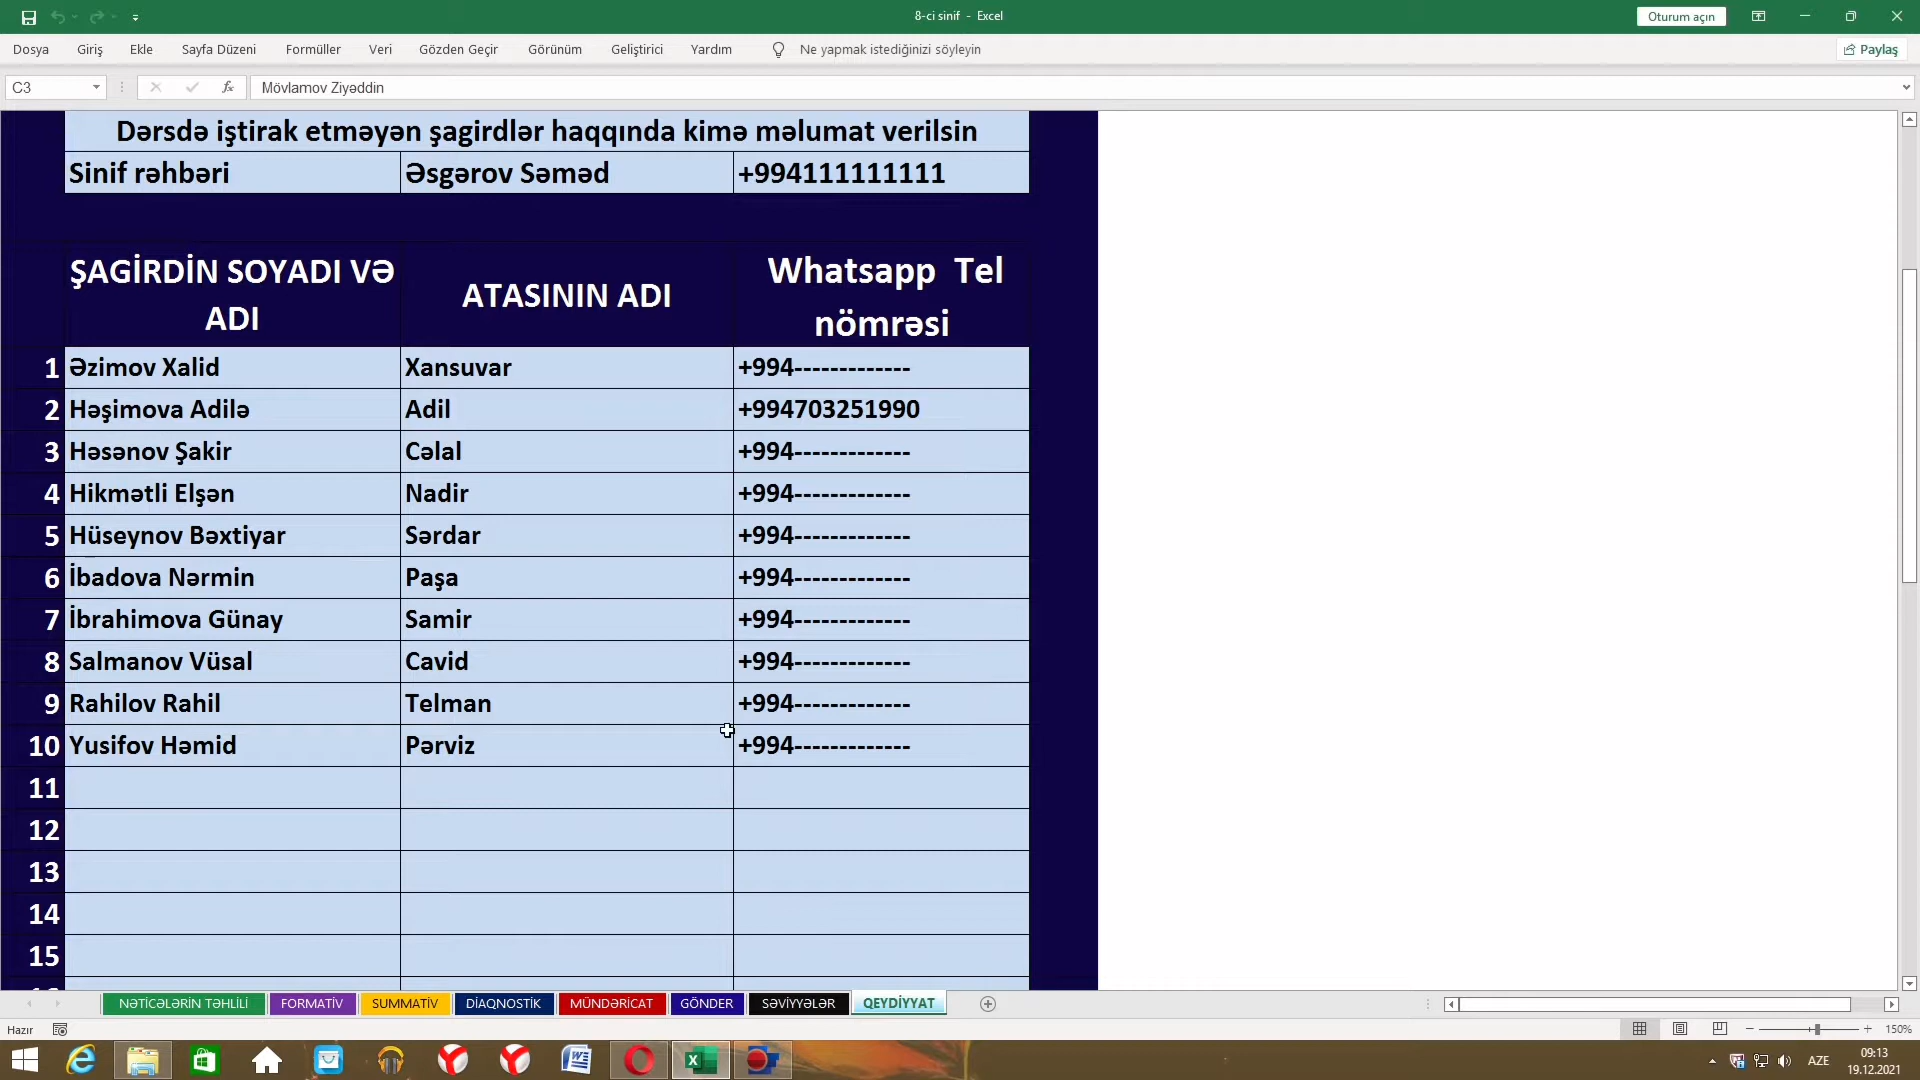 8-ci sinif - Excel
Oturum açın
Dosya Giriş Ekle Sayfa Düzeni Formüller Veri Gözden Geçir Görünüm Geliştirici Yardım Ne yapmak istediğinizi söyleyin Paylaş
C3 fx Mövlamov Ziyəddin
Dərsdə iştirak etməyən şagirdlər haqqında kimə məlumat verilsin
Sinif rəhbəri Əsgərov Səməd +994111111111
ŞAGİRDİN SOYADI VƏ ADI ATASININ ADI Whatsapp Tel nömrəsi
1 Əzimov Xalid Xansuvar +994-------------
2 Həşimova Adilə Adil +994703251990
3 Həsənov Şakir Cəlal +994-------------
4 Hikmətli Elşən Nadir +994-------------
5 Hüseynov Bəxtiyar Sərdar +994-------------
6 İbadova Nərmin Paşa +994-------------
7 İbrahimova Günay Samir +994-------------
8 Salmanov Vüsal Cavid +994-------------
9 Rahilov Rahil Telman +994-------------
10 Yusifov Həmid Pərviz +994-------------
11
12
13
14
15
NƏTİCƏLƏRİN TƏHLİLİ FORMATİV SUMMATİV DİAQNOSTİK MÜNDƏRİCAT GÖNDER SƏVİYYƏLƏR QEYDİYYAT
Hazır 150%
AZE 09:13
19.12.2021